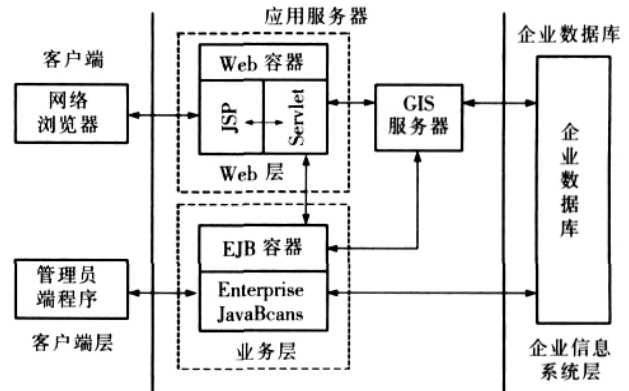 应用服务器
客户端
企业数据库
Web 容器
网络
浏览器
JSP
Servlet
GIS
服务器
Web 层
企业数据库
EJB 容器
管理员
端程序
Enterprise
JavaBcans
客户端层
业务层
企业信息
系统层